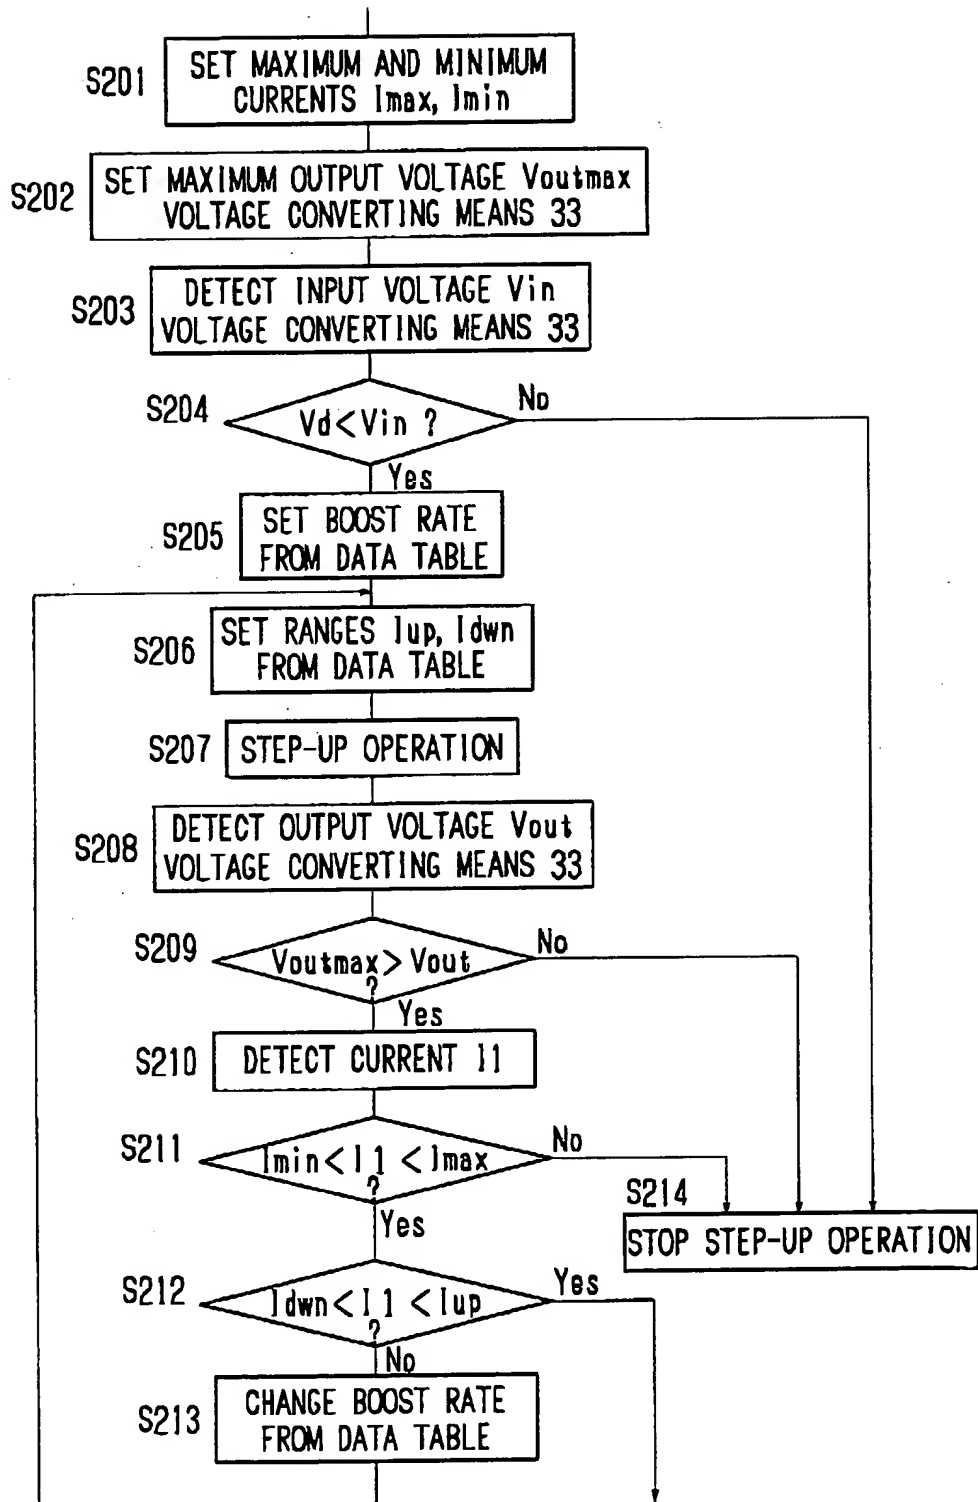 S201
SET MAXIMUM AND MINIMUM
CURRENTS Imax, Imin
S202
SET MAXIMUM OUTPUT VOLTAGE Voutmax
VOLTAGE CONVERTING MEANS 33
S203
DETECT INPUT VOLTAGE Vin
VOLTAGE CONVERTING MEANS 33
S204
Vd<Vin ?
No
Yes
S205
SET BOOST RATE
FROM DATA TABLE
S206
SET RANGES Iup, Idwn
FROM DATA TABLE
S207
STEP-UP OPERATION
S208
DETECT OUTPUT VOLTAGE Vout
VOLTAGE CONVERTING MEANS 33
S209
Voutmax>Vout
?
No
Yes
S210
DETECT CURRENT I1
S211
Imin<I1<Imax
?
No
Yes
S214
STOP STEP-UP OPERATION
S212
Idwn<I1<Iup
?
Yes
No
S213
CHANGE BOOST RATE
FROM DATA TABLE